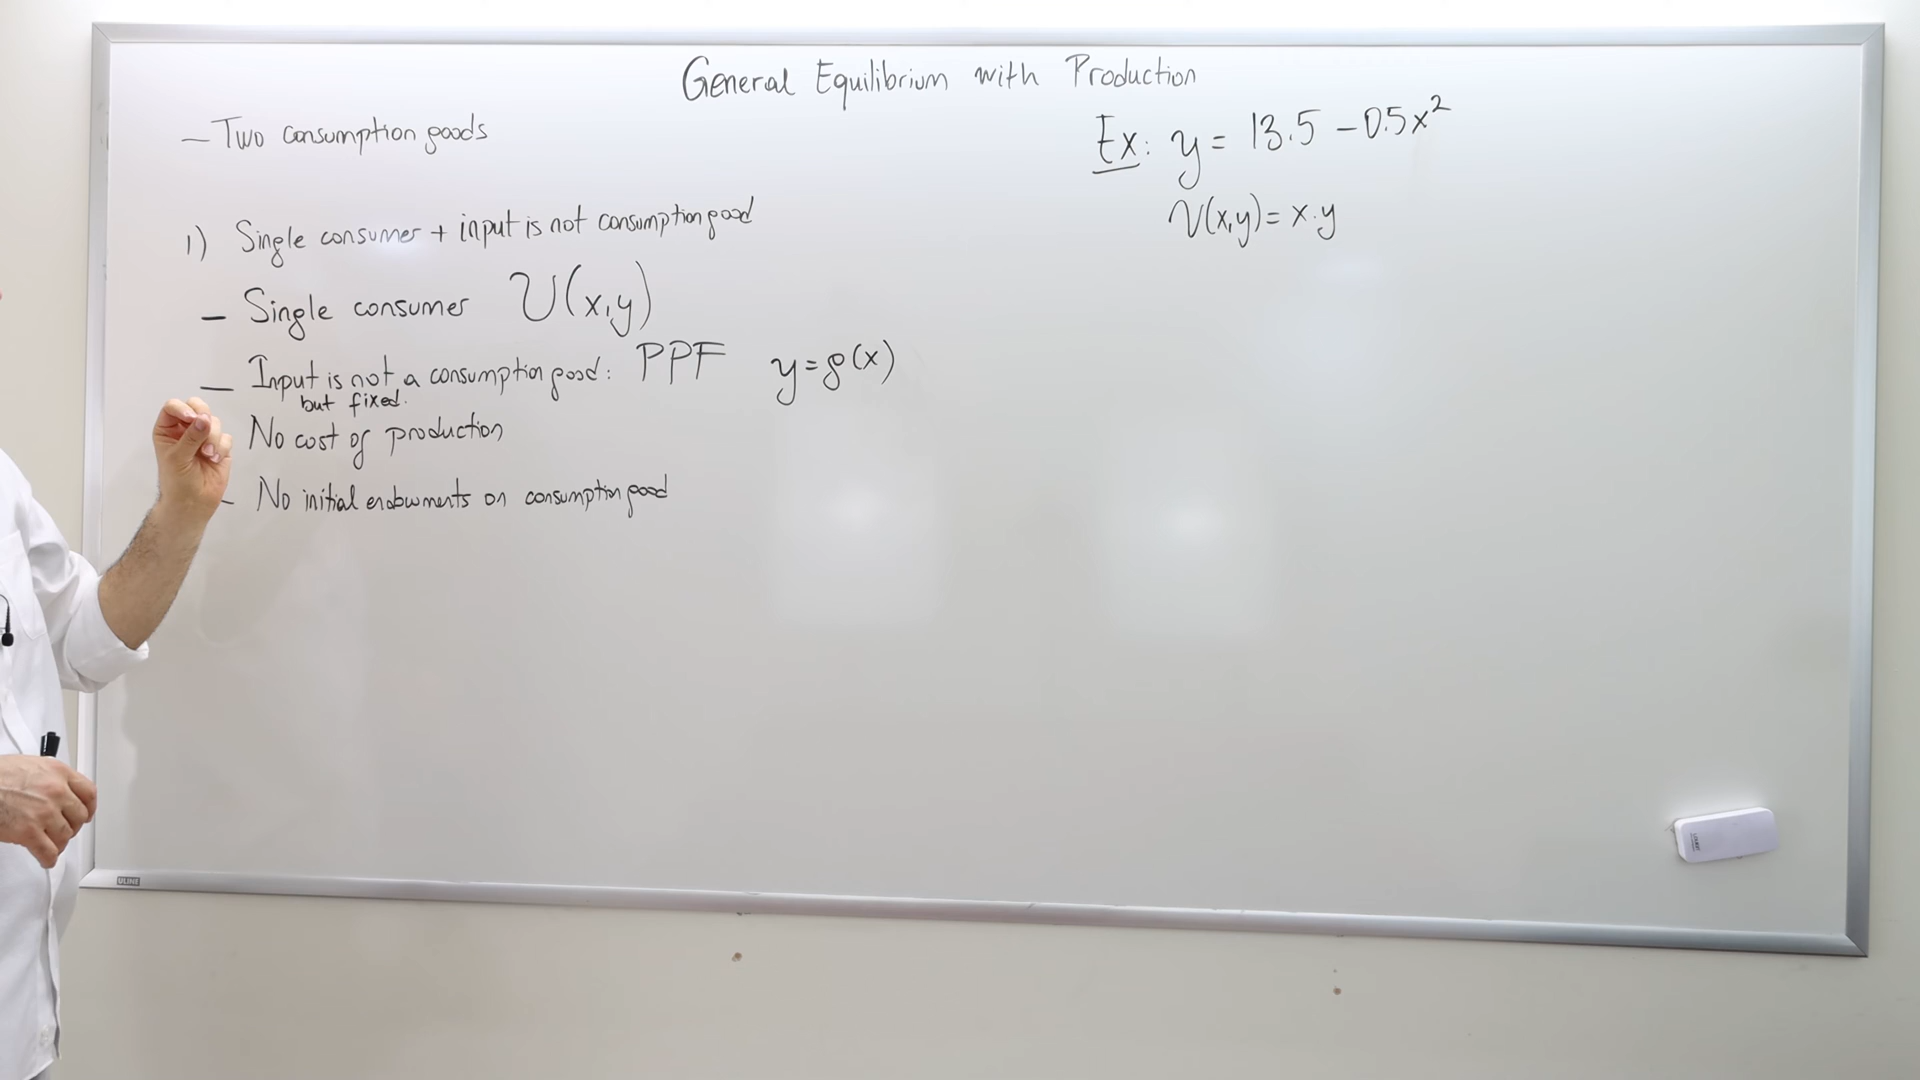 General Equilibrium with Production
– Two consumption goods
1) Single consumer + input is not consumption good
– Single consumer U(x,y)
– Input is not a consumption good: PPF y=g(x)
but fixed.
No cost of production
– No initial endowments on consumption good
Ex: y = 13.5 – 0.5x²
U(x,y) = x.y
ULINE